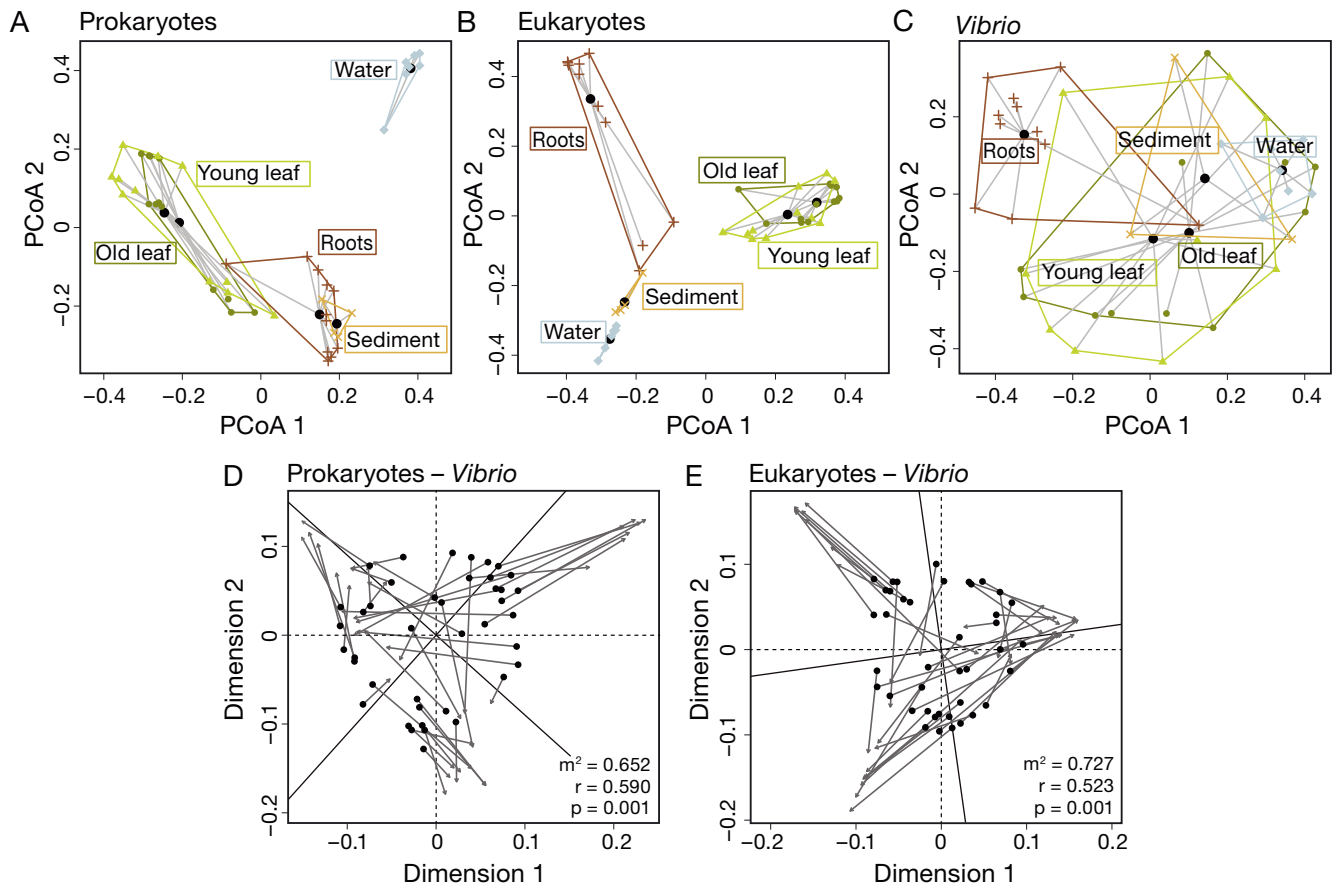 A Prokaryotes
0.4
0.2
0
−0.2
−0.4 −0.2 0 0.2 0.4
PCoA 1
PCoA 2
Water
Young leaf
Old leaf
Roots
Sediment
B Eukaryotes
0.4
0.2
0
−0.2
−0.4
−0.4 −0.2 0 0.2 0.4
PCoA 1
PCoA 2
Roots
Old leaf
Young leaf
Sediment
Water
C Vibrio
0.2
0
−0.2
−0.4
−0.4 −0.2 0 0.2 0.4
PCoA 1
PCoA 2
Roots
Sediment
Water
Young leaf
Old leaf
D Prokaryotes – Vibrio
0.1
0
−0.1
−0.2
−0.1 0 0.1 0.2
Dimension 1
Dimension 2
m² = 0.652
r = 0.590
p = 0.001
E Eukaryotes – Vibrio
0.1
0
−0.1
−0.2
−0.2 −0.1 0 0.1 0.2
Dimension 1
Dimension 2
m² = 0.727
r = 0.523
p = 0.001